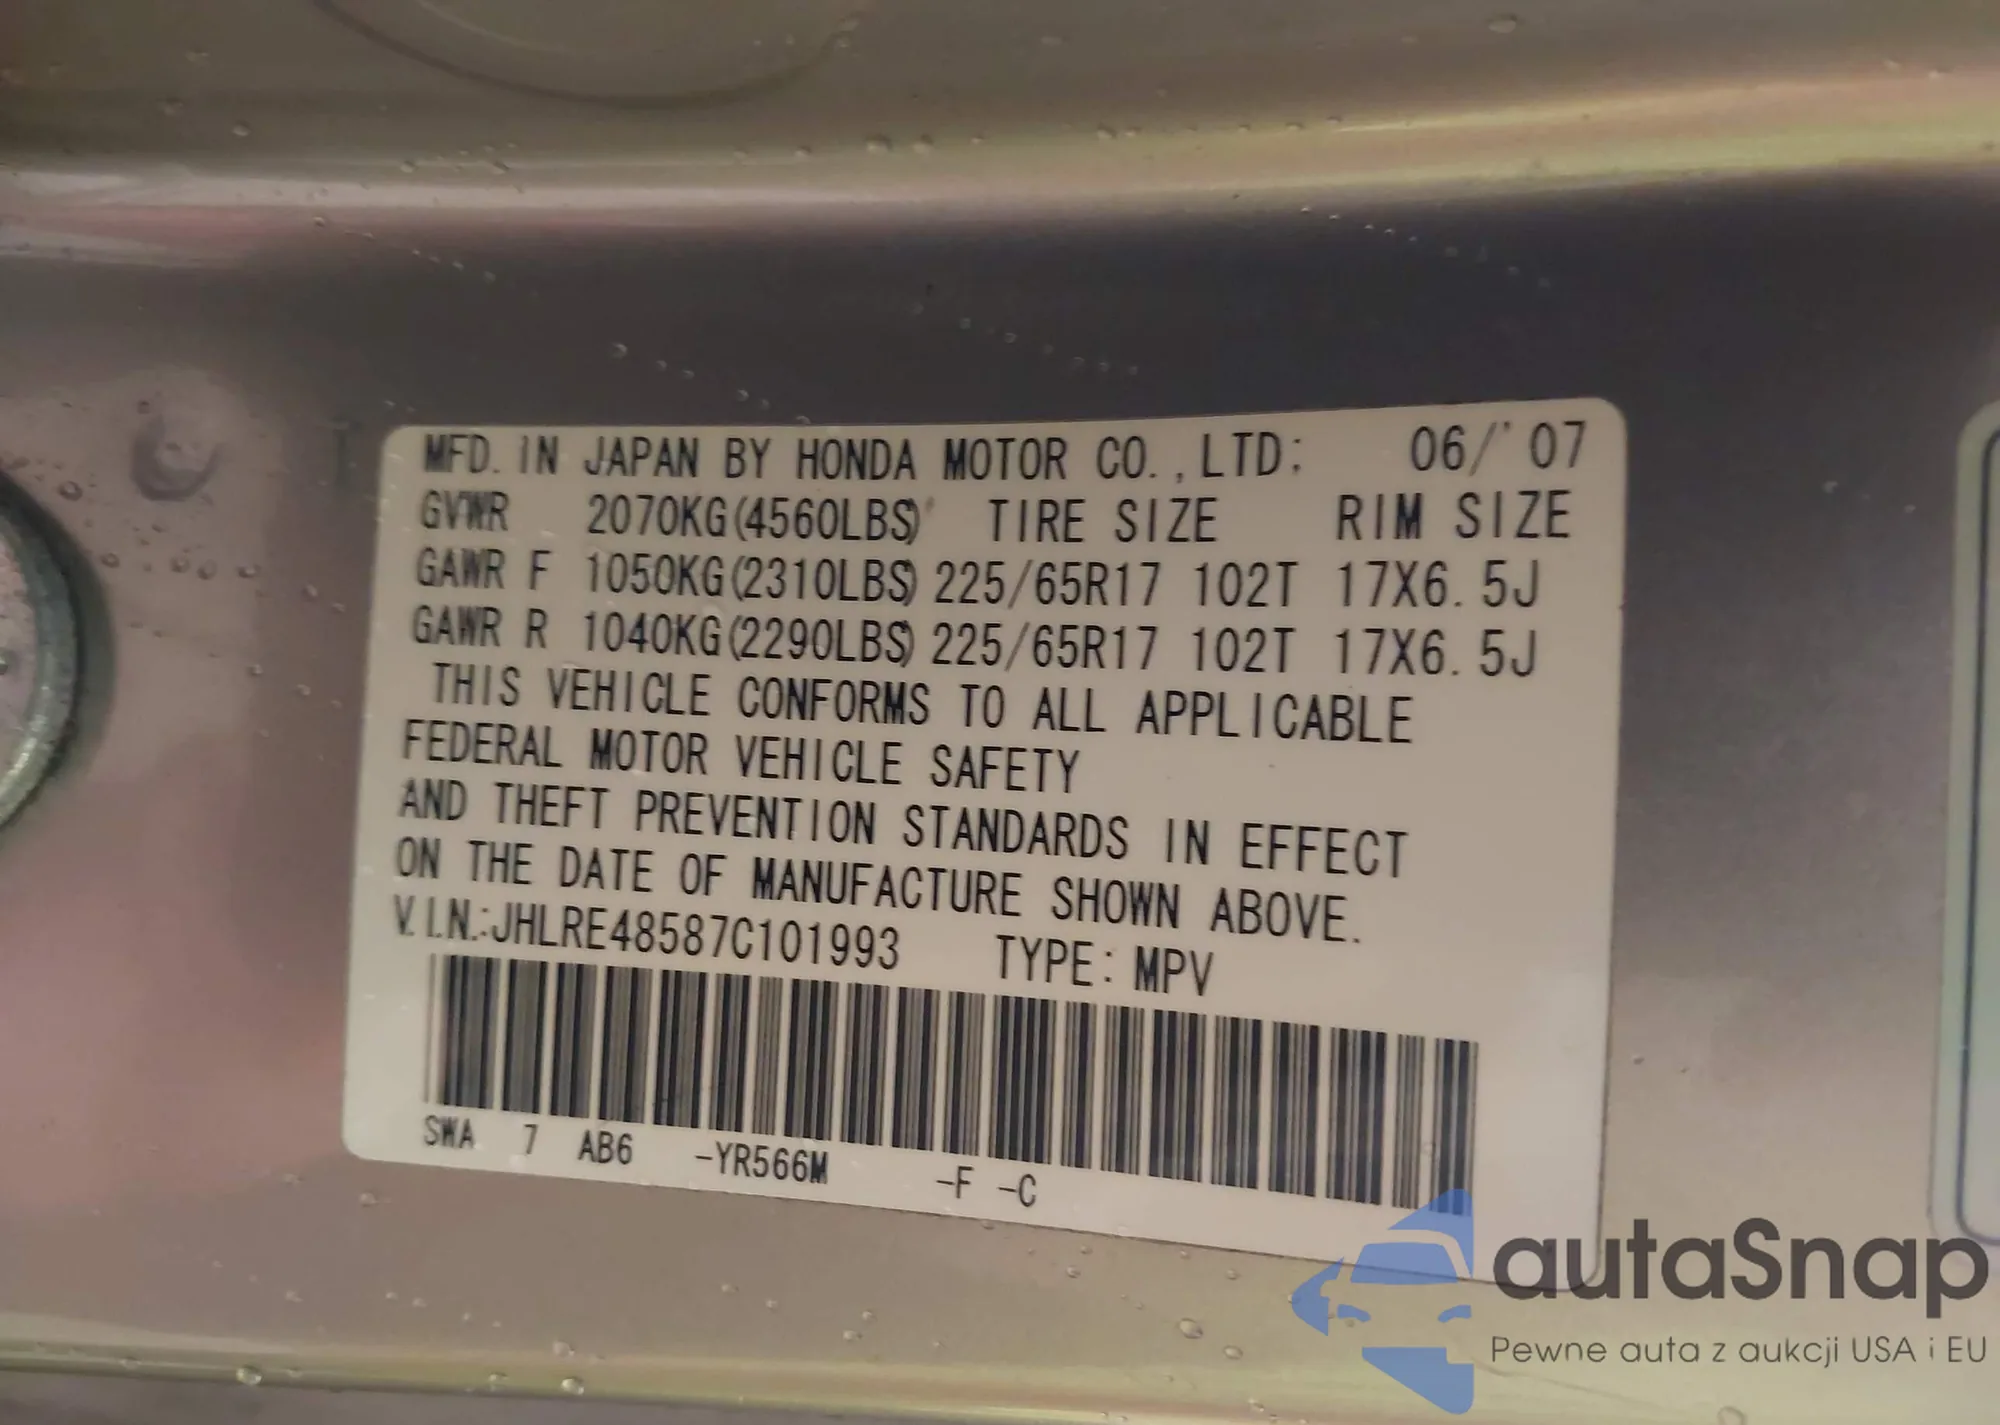 MFD. IN JAPAN BY HONDA MOTOR CO.,LTD: 06/'07
GVWR 2070KG(4560LBS) TIRE SIZE RIM SIZE
GAWR F 1050KG(2310LBS) 225/65R17 102T 17X6.5J
GAWR R 1040KG(2290LBS) 225/65R17 102T 17X6.5J
THIS VEHICLE CONFORMS TO ALL APPLICABLE
FEDERAL MOTOR VEHICLE SAFETY
AND THEFT PREVENTION STANDARDS IN EFFECT
ON THE DATE OF MANUFACTURE SHOWN ABOVE.
V.I.N.:JHLRE48587C101993 TYPE: MPV
SWA 7 AB6 -YR566M -F -C
autaSnap
Pewne auta z aukcji USA i EU